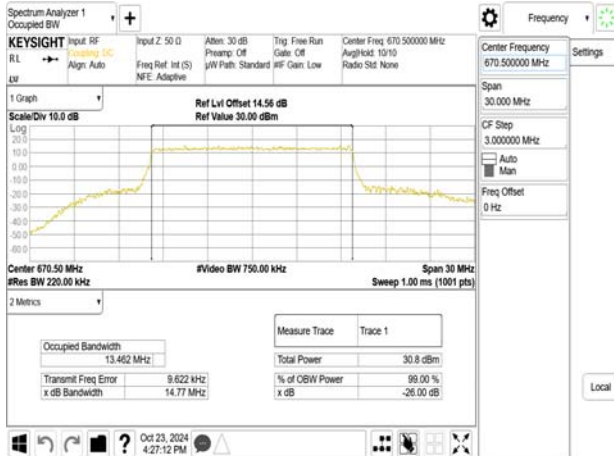 Spectrum Analyzer 1
Occupied BW
+
Frequency
KEYSIGHT
RL
Input: RF
Coupling: DC
Align: Auto
Input Z: 50 Ω
Freq Ref: Int (S)
NFE: Adaptive
Atten: 30 dB
Preamp: Off
µW Path: Standard
Trig: Free Run
Gate: Off
#IF Gain: Low
Center Freq: 670.500000 MHz
Avg|Hold: 10/10
Radio Std: None
1 Graph
Scale/Div 10.0 dB
Ref Lvl Offset 14.56 dB
Ref Value 30.00 dBm
Log
20.0
10.0
0.00
-10.0
-20.0
-30.0
-40.0
-50.0
-60.0
Center 670.50 MHz
#Res BW 220.00 kHz
#Video BW 750.00 kHz
Span 30 MHz
Sweep 1.00 ms (1001 pts)
2 Metrics
Occupied Bandwidth
13.462 MHz
Transmit Freq Error 9.622 kHz
x dB Bandwidth 14.77 MHz
Measure Trace Trace 1
Total Power 30.8 dBm
% of OBW Power 99.00 %
x dB -26.00 dB
Center Frequency
670.500000 MHz
Span
30.000 MHz
CF Step
3.000000 MHz
Auto
Man
Freq Offset
0 Hz
Settings
Local
?
Oct 23, 2024
4:27:12 PM